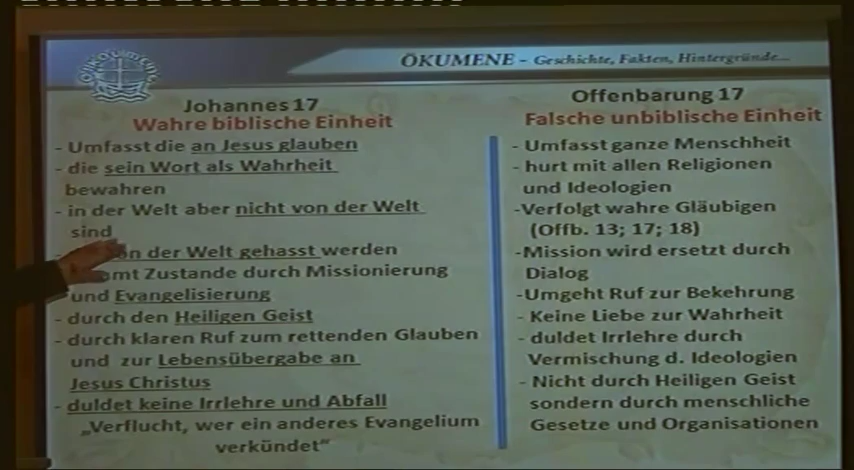 ÖKUMENE - Geschichte, Fakten, Hintergründe...
Johannes 17
Wahre biblische Einheit
- Umfasst die an Jesus glauben
- die sein Wort als Wahrheit
bewahren
- in der Welt aber nicht von der Welt
sind
der Welt gehasst werden
Zustande durch Missionierung
und Evangelisierung
- durch den Heiligen Geist
- durch klaren Ruf zum rettenden Glauben
und zur Lebensübergabe an
Jesus Christus
- duldet keine Irrlehre und Abfall
„Verflucht, wer ein anderes Evangelium
verkündet“
Offenbarung 17
Falsche unbiblische Einheit
- Umfasst ganze Menschheit
- hurt mit allen Religionen
und Ideologien
-Verfolgt wahre Gläubigen
(Offb. 13; 17; 18)
-Mission wird ersetzt durch
Dialog
-Umgeht Ruf zur Bekehrung
- Keine Liebe zur Wahrheit
- duldet Irrlehre durch
Vermischung d. Ideologien
- Nicht durch Heiligen Geist
sondern durch menschliche
Gesetze und Organisationen